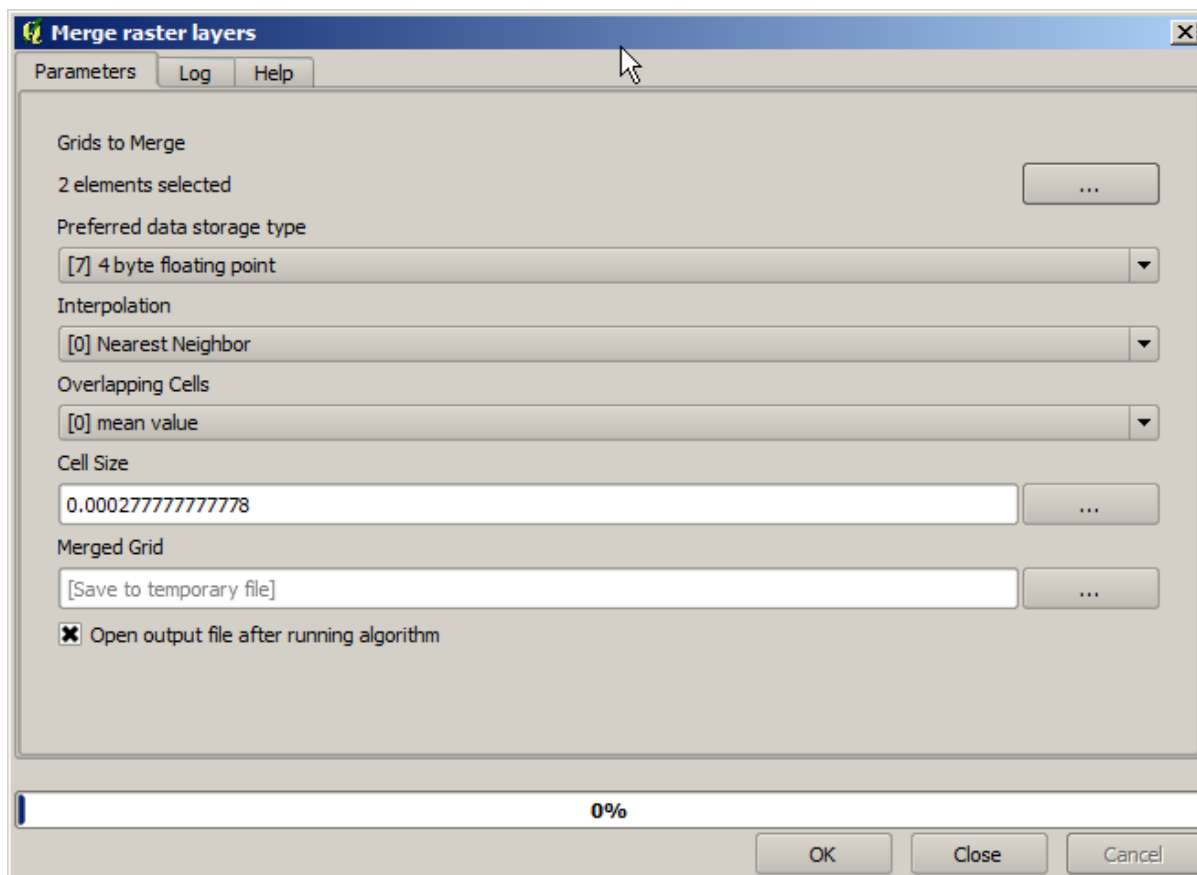 Merge raster layers
Parameters Log Help
Grids to Merge
2 elements selected
...
Preferred data storage type
[7] 4 byte floating point
Interpolation
[0] Nearest Neighbor
Overlapping Cells
[0] mean value
Cell Size
0.000277777777778
...
Merged Grid
[Save to temporary file]
...
Open output file after running algorithm
0%
OK Close Cancel